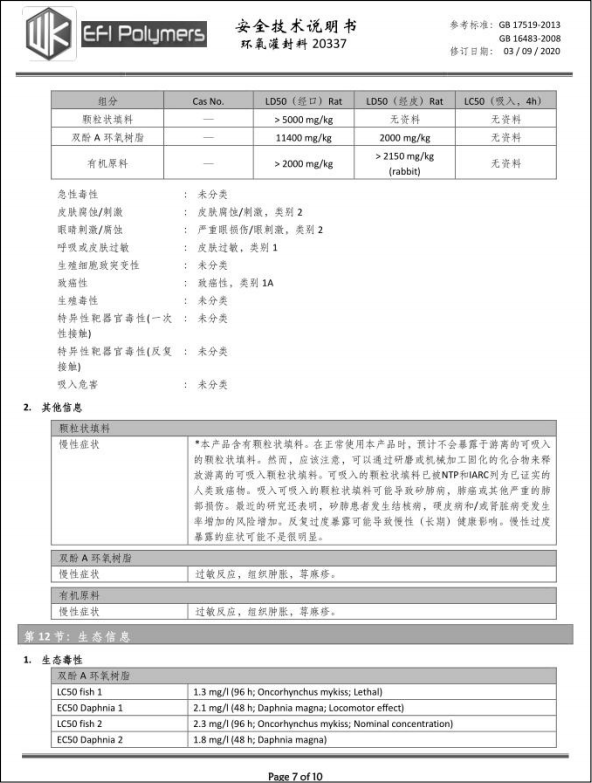 EFI Polymers
安全技术说明书
环氧灌封料 20337
参考标准: GB 17519-2013
GB 16483-2008
修订日期: 03 / 09 / 2020
组分 Cas No. LD50（经口）Rat LD50（经皮）Rat LC50（吸入，4h）
颗粒状填料 — > 5000 mg/kg 无资料 无资料
双酚 A 环氧树脂 — 11400 mg/kg 2000 mg/kg 无资料
有机原料 — > 2000 mg/kg > 2150 mg/kg (rabbit) 无资料
急性毒性 : 未分类
皮肤腐蚀/刺激 : 皮肤腐蚀/刺激，类别 2
眼睛刺激/腐蚀 : 严重眼损伤/眼刺激，类别 2
呼吸或皮肤过敏 : 皮肤过敏，类别 1
生殖细胞致突变性 : 未分类
致癌性 : 致癌性，类别 1A
生殖毒性 : 未分类
特异性靶器官毒性(一次 : 未分类
性接触)
特异性靶器官毒性(反复 : 未分类
接触)
吸入危害 : 未分类
2. 其他信息
颗粒状填料
慢性症状 *本产品含有颗粒状填料。在正常使用本产品时，预计不会暴露于游离的可吸入
的颗粒状填料。然而，应该注意，可以通过研磨或机械加工固化的化合物来释
放游离的可吸入颗粒状填料。可吸入的颗粒状填料已被NTP和IARC列为已证实的
人类致癌物。吸入可吸入的颗粒状填料可能导致矽肺病，肺癌或其他严重的肺
部损伤。最近的研究还表明，矽肺患者发生结核病，硬皮病和/或肾脏病变发生
率增加的风险增加。反复过度暴露可能导致慢性（长期）健康影响。慢性过度
暴露的症状可能不是很明显。
双酚 A 环氧树脂
慢性症状 过敏反应，组织肿胀，荨麻疹。
有机原料
慢性症状 过敏反应，组织肿胀，荨麻疹。
第 12 节: 生态信息
1. 生态毒性
双酚 A 环氧树脂
LC50 fish 1 1.3 mg/l (96 h; Oncorhynchus mykiss; Lethal)
EC50 Daphnia 1 2.1 mg/l (48 h; Daphnia magna; Locomotor effect)
LC50 fish 2 2.3 mg/l (96 h; Oncorhynchus mykiss; Nominal concentration)
EC50 Daphnia 2 1.8 mg/l (48 h; Daphnia magna)
Page 7 of 10